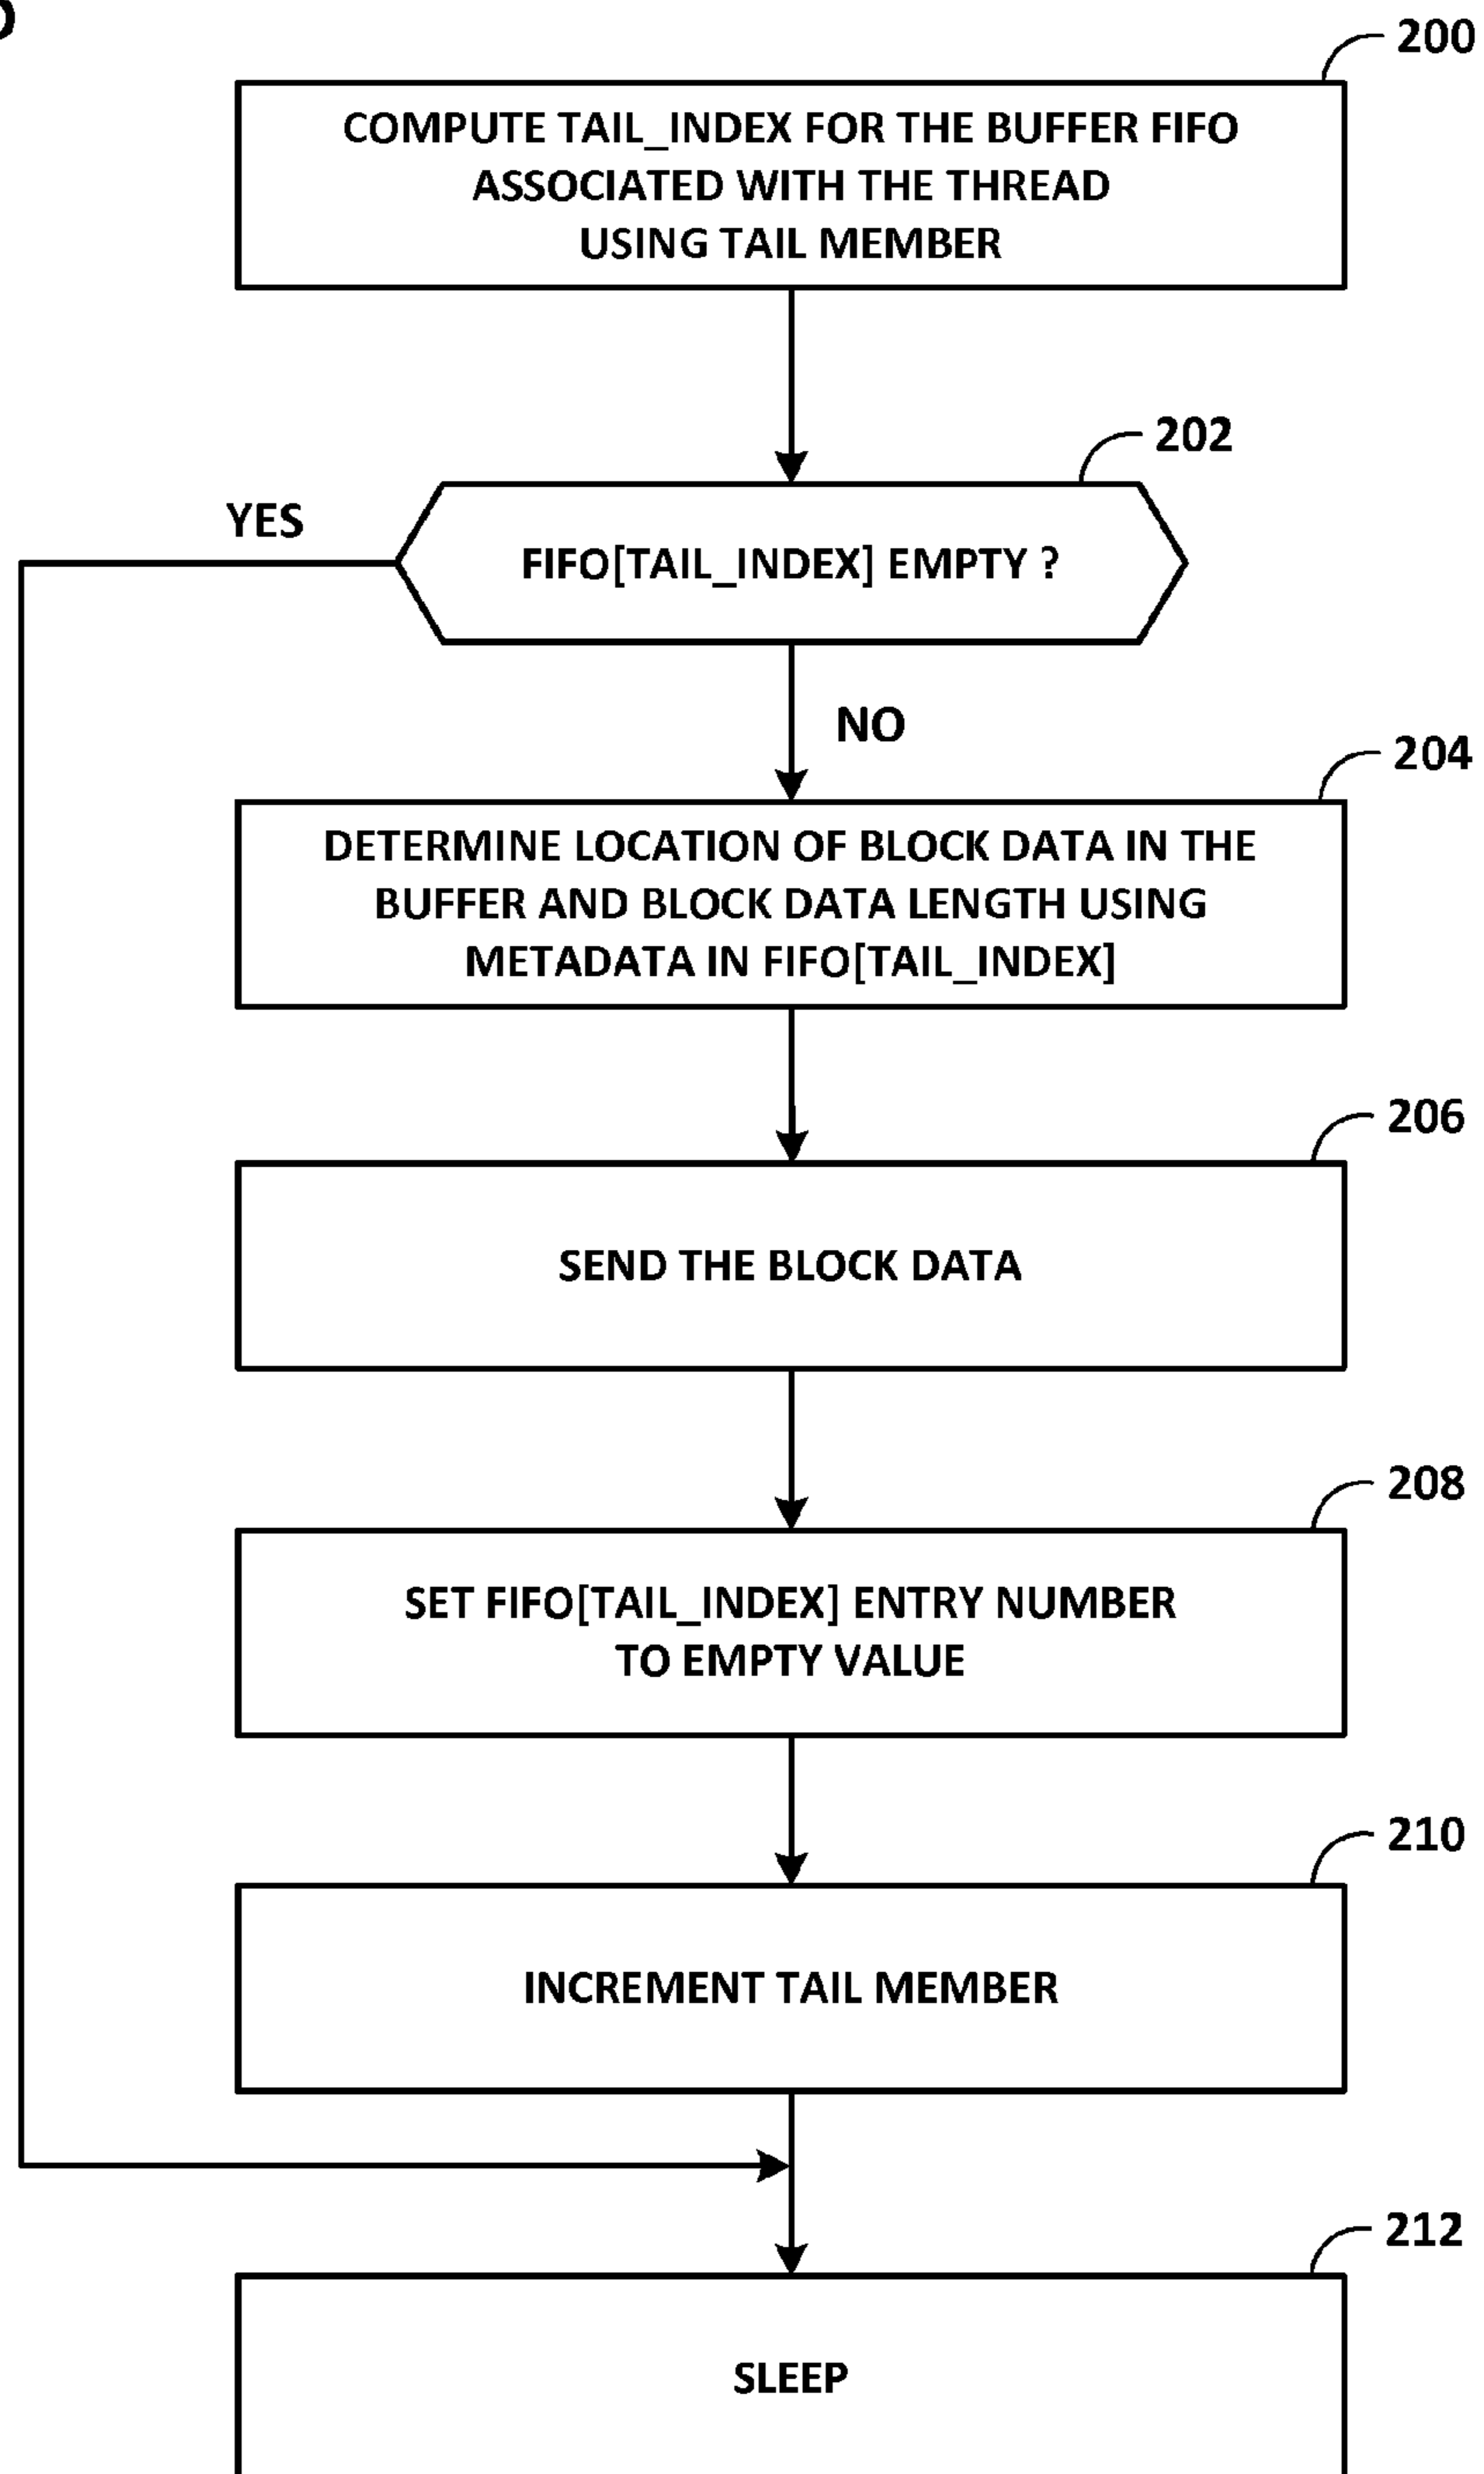 200
COMPUTE TAIL_INDEX FOR THE BUFFER FIFO
ASSOCIATED WITH THE THREAD
USING TAIL MEMBER
202
YES
FIFO[TAIL_INDEX] EMPTY ?
NO
204
DETERMINE LOCATION OF BLOCK DATA IN THE
BUFFER AND BLOCK DATA LENGTH USING
METADATA IN FIFO[TAIL_INDEX]
206
SEND THE BLOCK DATA
208
SET FIFO[TAIL_INDEX] ENTRY NUMBER
TO EMPTY VALUE
210
INCREMENT TAIL MEMBER
212
SLEEP